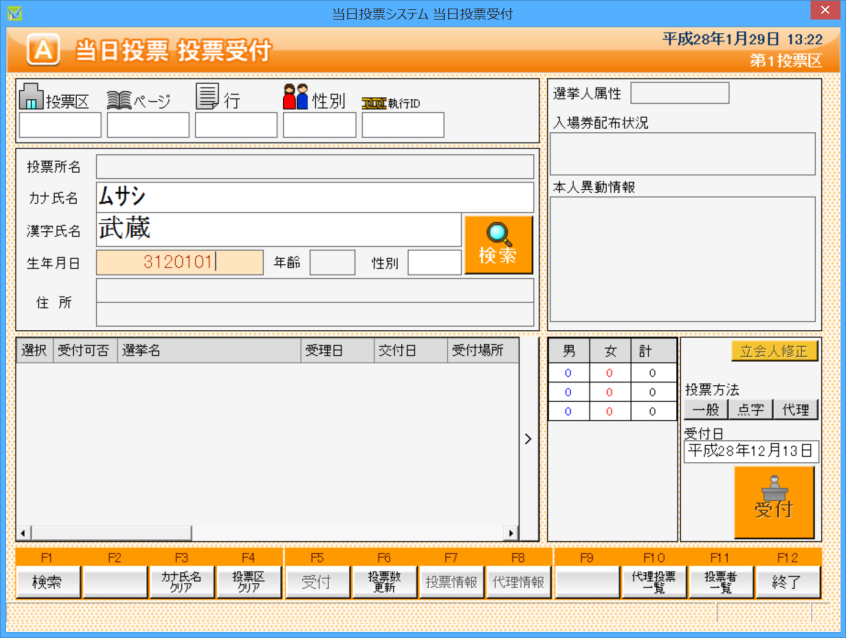 当日投票システム 当日投票受付
平成28年1月29日 13:22
A 当日投票 投票受付
第1投票区
投票区 ページ 行 性別 執行ID
選挙人属性
入場券配布状況
投票所名
カナ氏名 ムサシ
漢字氏名 武蔵
生年月日 3120101 年齢 性別
検索
住 所
本人異動情報
選択 受付可否 選挙名 受理日 交付日 受付場所
男 女 計
0 0 0
0 0 0
0 0 0
立会人修正
投票方法
一般 点字 代理
受付日
平成28年12月13日
受付
F1 F2 F3 F4 F5 F6 F7 F8 F9 F10 F11 F12
検索
カナ氏名
クリア
投票区
クリア
受付
投票数
更新
投票情報
代理情報
代理投票
一覧
投票者
一覧
終了